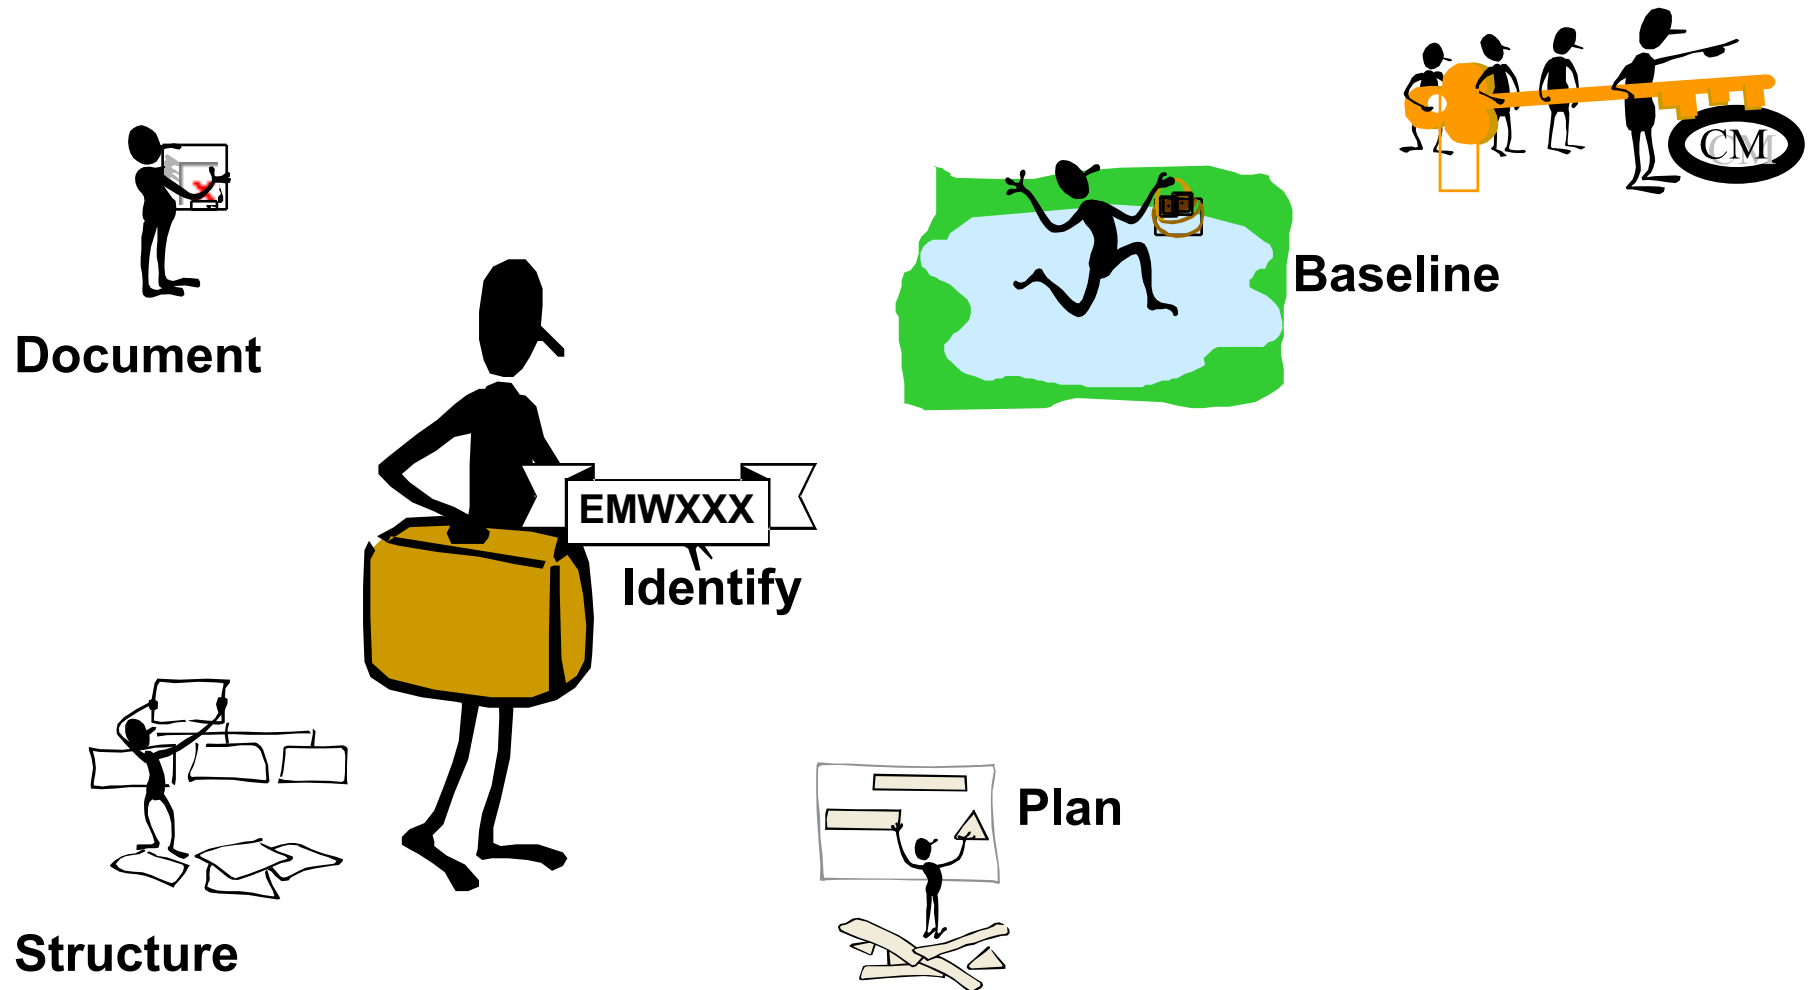 CM
Baseline
Document
EMWXXX
Identify
Plan
Structure